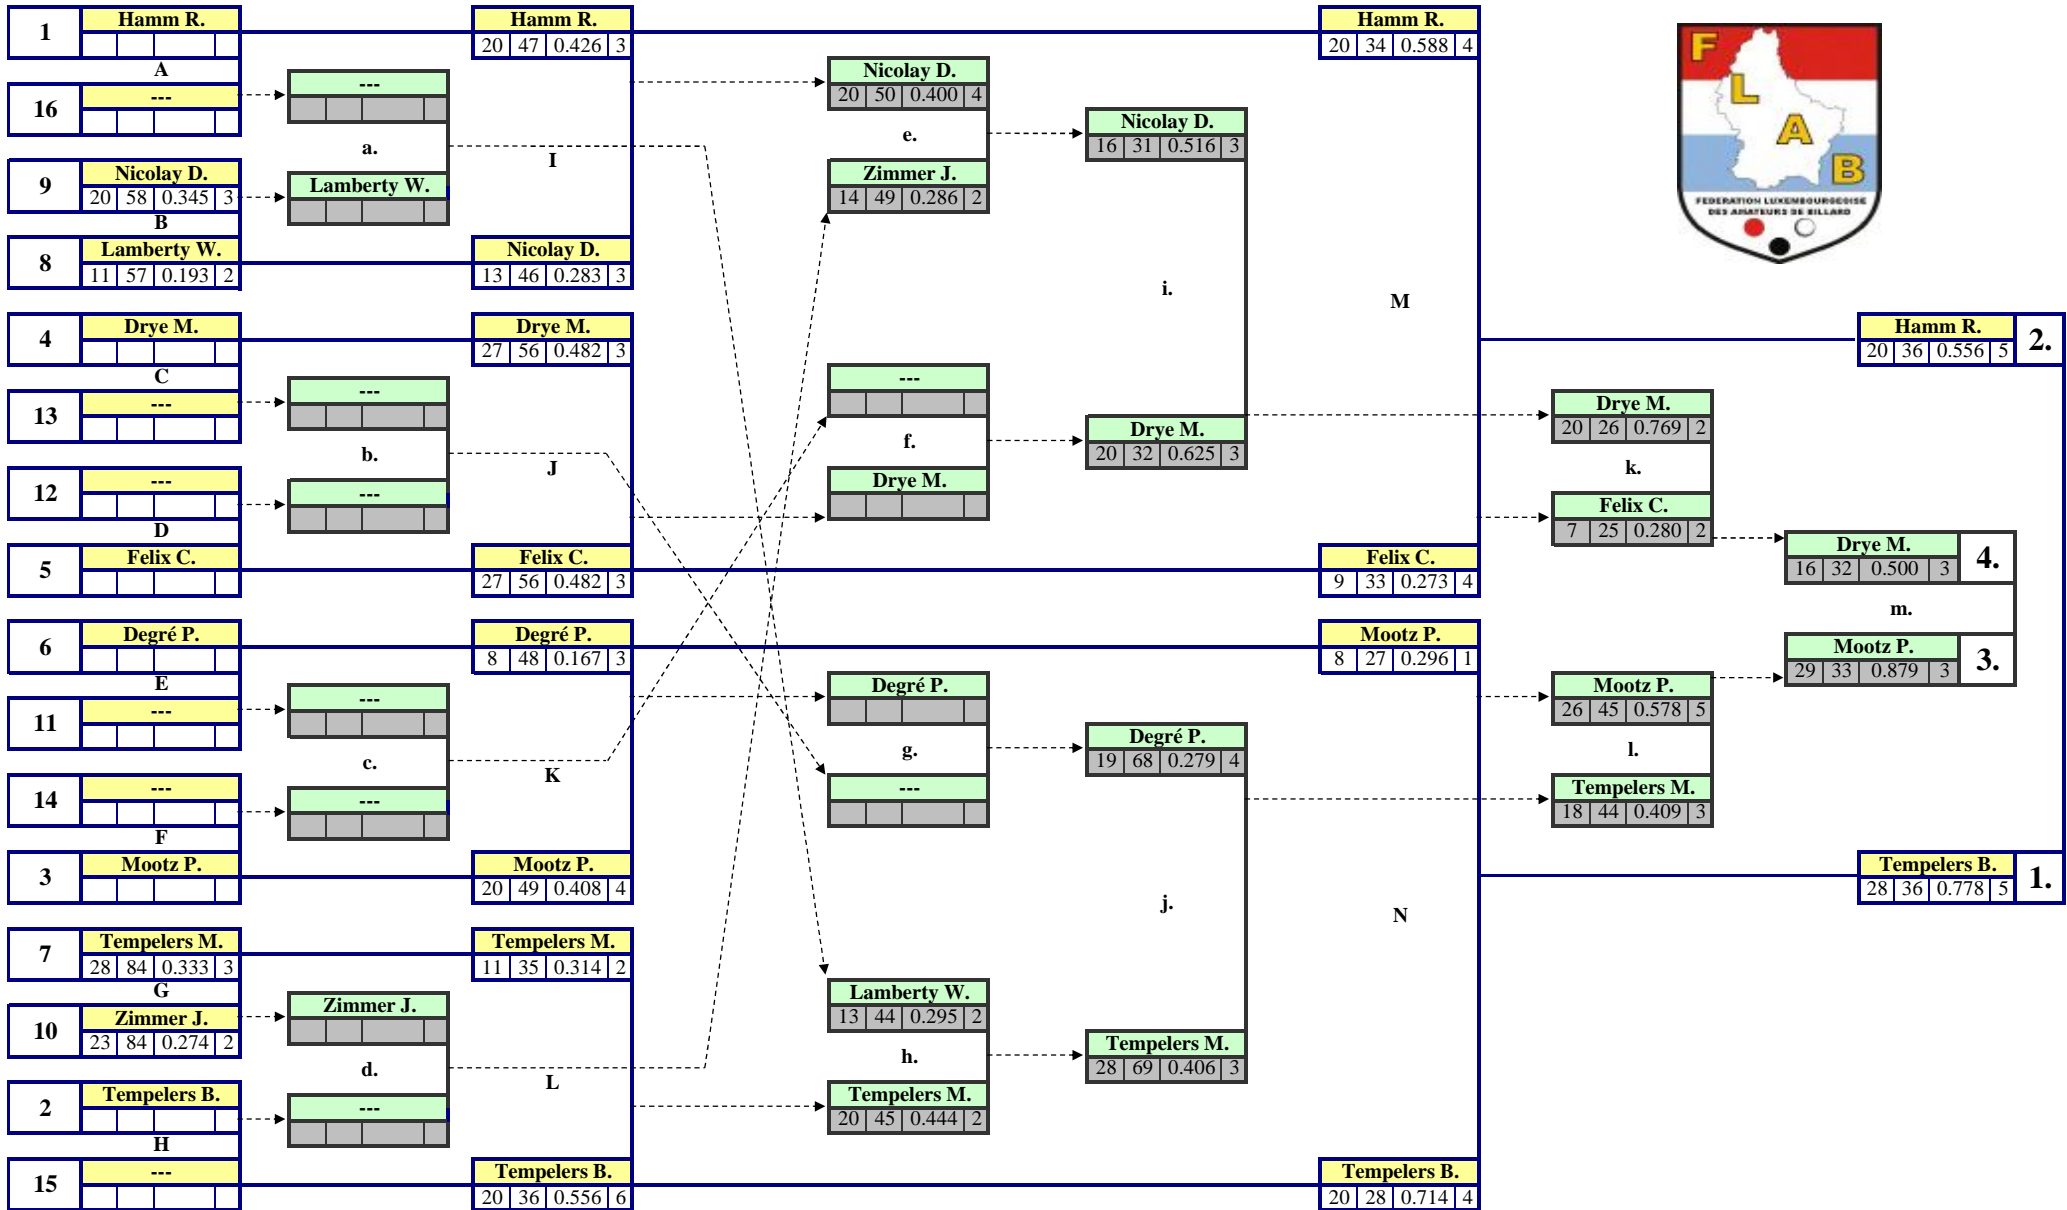 1
Hamm R.
A
16
---
9
Nicolay D.
20 58 0.345 3
B
8
Lamberty W.
11 57 0.193 2
4
Drye M.
C
13
---
12
---
D
5
Felix C.
6
Degré P.
E
11
---
14
---
F
3
Mootz P.
7
Tempelers M.
28 84 0.333 3
G
10
Zimmer J.
23 84 0.274 2
2
Tempelers B.
H
15
---
---
a.
Lamberty W.
---
b.
---
---
c.
---
Zimmer J.
d.
---
Hamm R.
20 47 0.426 3
I
Nicolay D.
13 46 0.283 3
Drye M.
27 56 0.482 3
J
Felix C.
27 56 0.482 3
Degré P.
8 48 0.167 3
K
Mootz P.
20 49 0.408 4
Tempelers M.
11 35 0.314 2
L
Tempelers B.
20 36 0.556 6
Nicolay D.
20 50 0.400 4
e.
Zimmer J.
14 49 0.286 2
---
f.
Drye M.
Degré P.
g.
---
Lamberty W.
13 44 0.295 2
h.
Tempelers M.
20 45 0.444 2
Nicolay D.
16 31 0.516 3
i.
Drye M.
20 32 0.625 3
Degré P.
19 68 0.279 4
j.
Tempelers M.
28 69 0.406 3
Hamm R.
20 34 0.588 4
M
Felix C.
9 33 0.273 4
Mootz P.
8 27 0.296 1
N
Tempelers B.
20 28 0.714 4
Drye M.
20 26 0.769 2
k.
Felix C.
7 25 0.280 2
Mootz P.
26 45 0.578 5
l.
Tempelers M.
18 44 0.409 3
Drye M.
16 32 0.500 3
4.
m.
Mootz P.
29 33 0.879 3
3.
Hamm R.
20 36 0.556 5
2.
Tempelers B.
28 36 0.778 5
1.
F
L
A
B
FEDERATION LUXEMBOURGEOISE
DES AMATEURS DE BILLARD